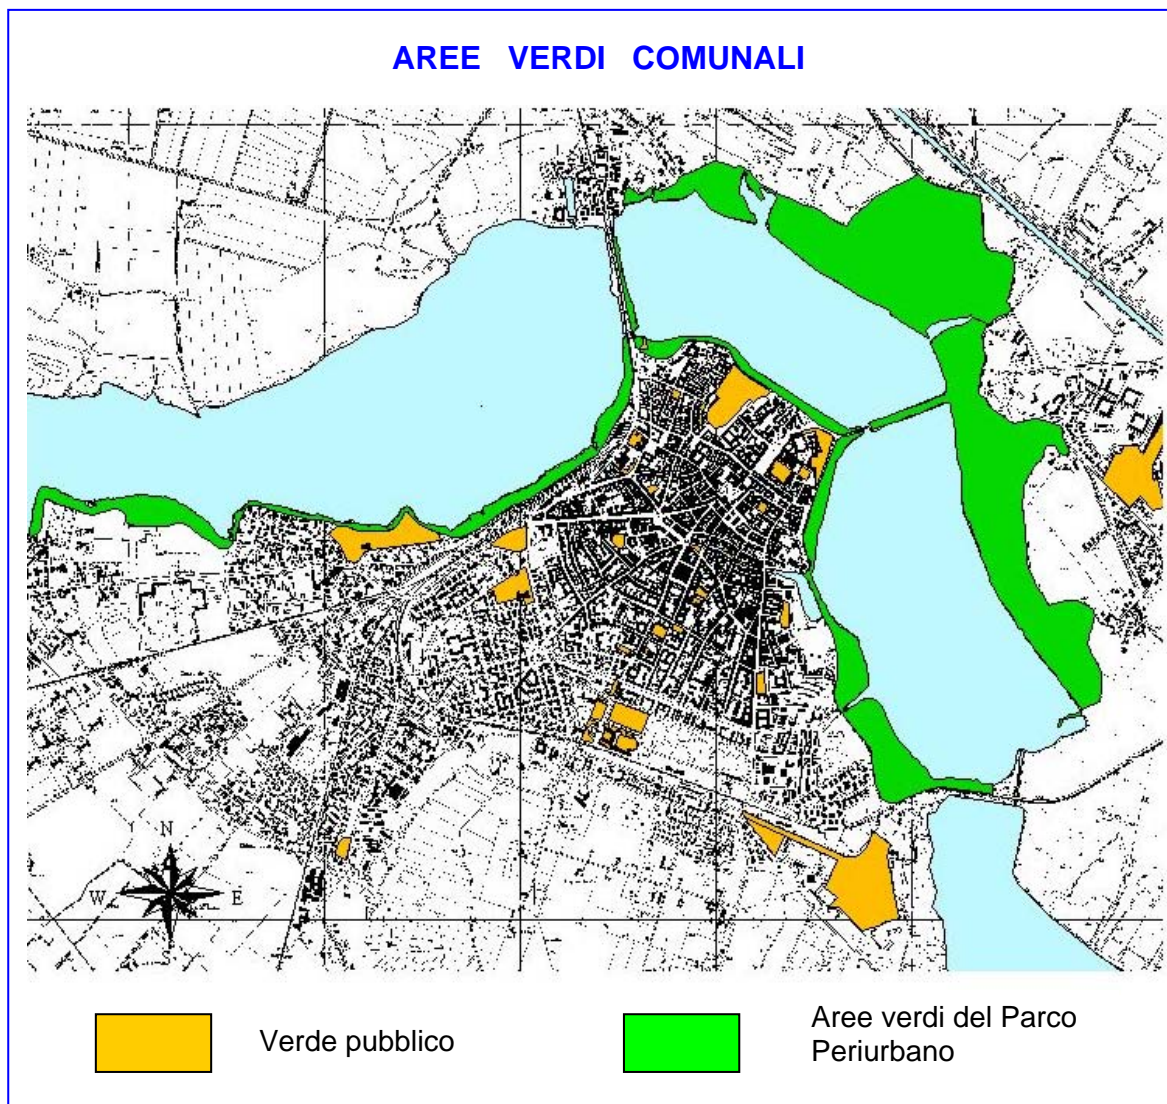 AREE VERDI COMUNALI
N
W E
S
Verde pubblico
Aree verdi del Parco
Periurbano